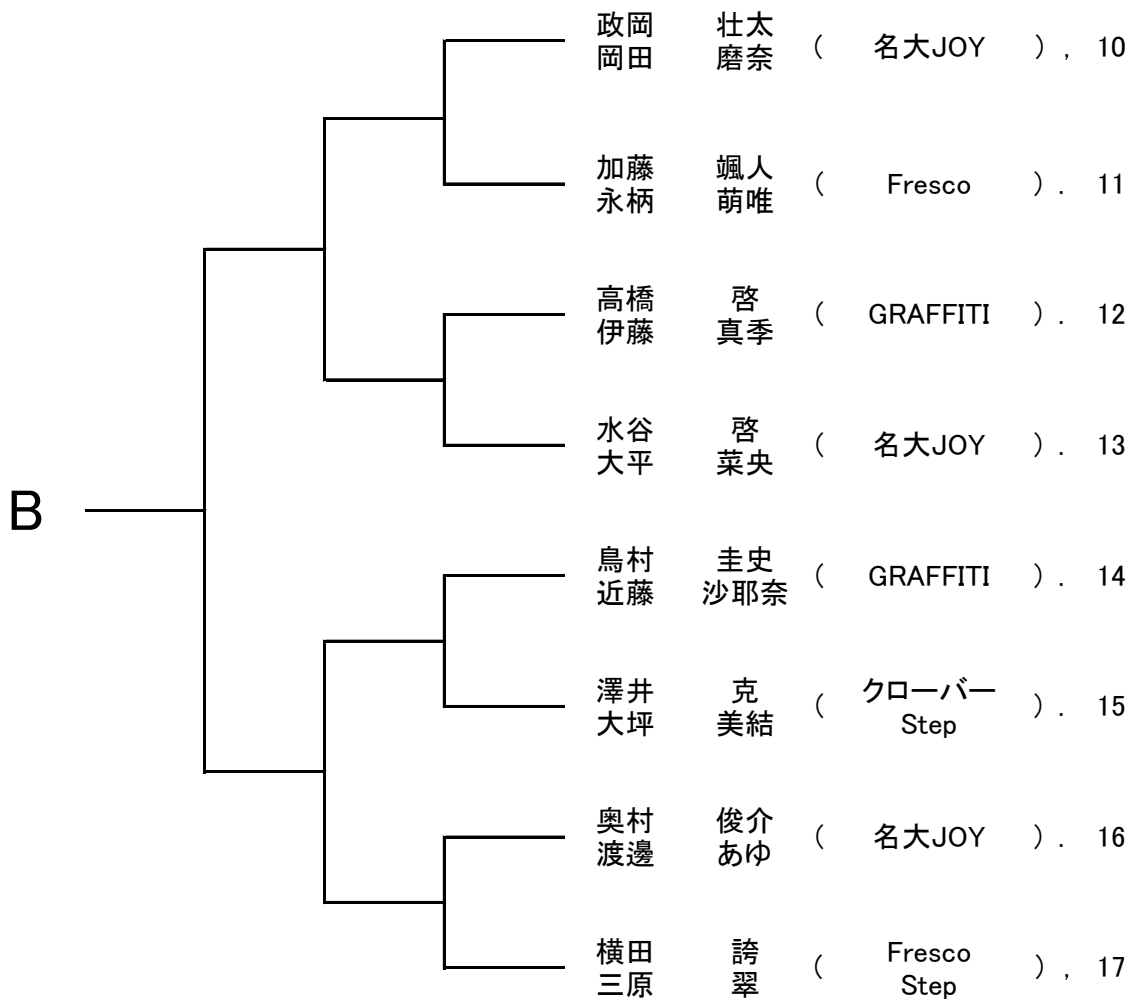 政岡 壮太
岡田 磨奈 ( 名大JOY ) , 10
加藤 颯人
永柄 萌唯 ( Fresco ) . 11
高橋 啓
伊藤 真季 ( GRAFFITI ) . 12
水谷 啓
大平 菜央 ( 名大JOY ) . 13
B
鳥村 圭史
近藤 沙耶奈 ( GRAFFITI ) . 14
澤井 克 クローバー
大坪 美結 ( Step ) . 15
奥村 俊介
渡邊 あゆ ( 名大JOY ) . 16
横田 誇 Fresco
三原 翠 ( Step ) , 17